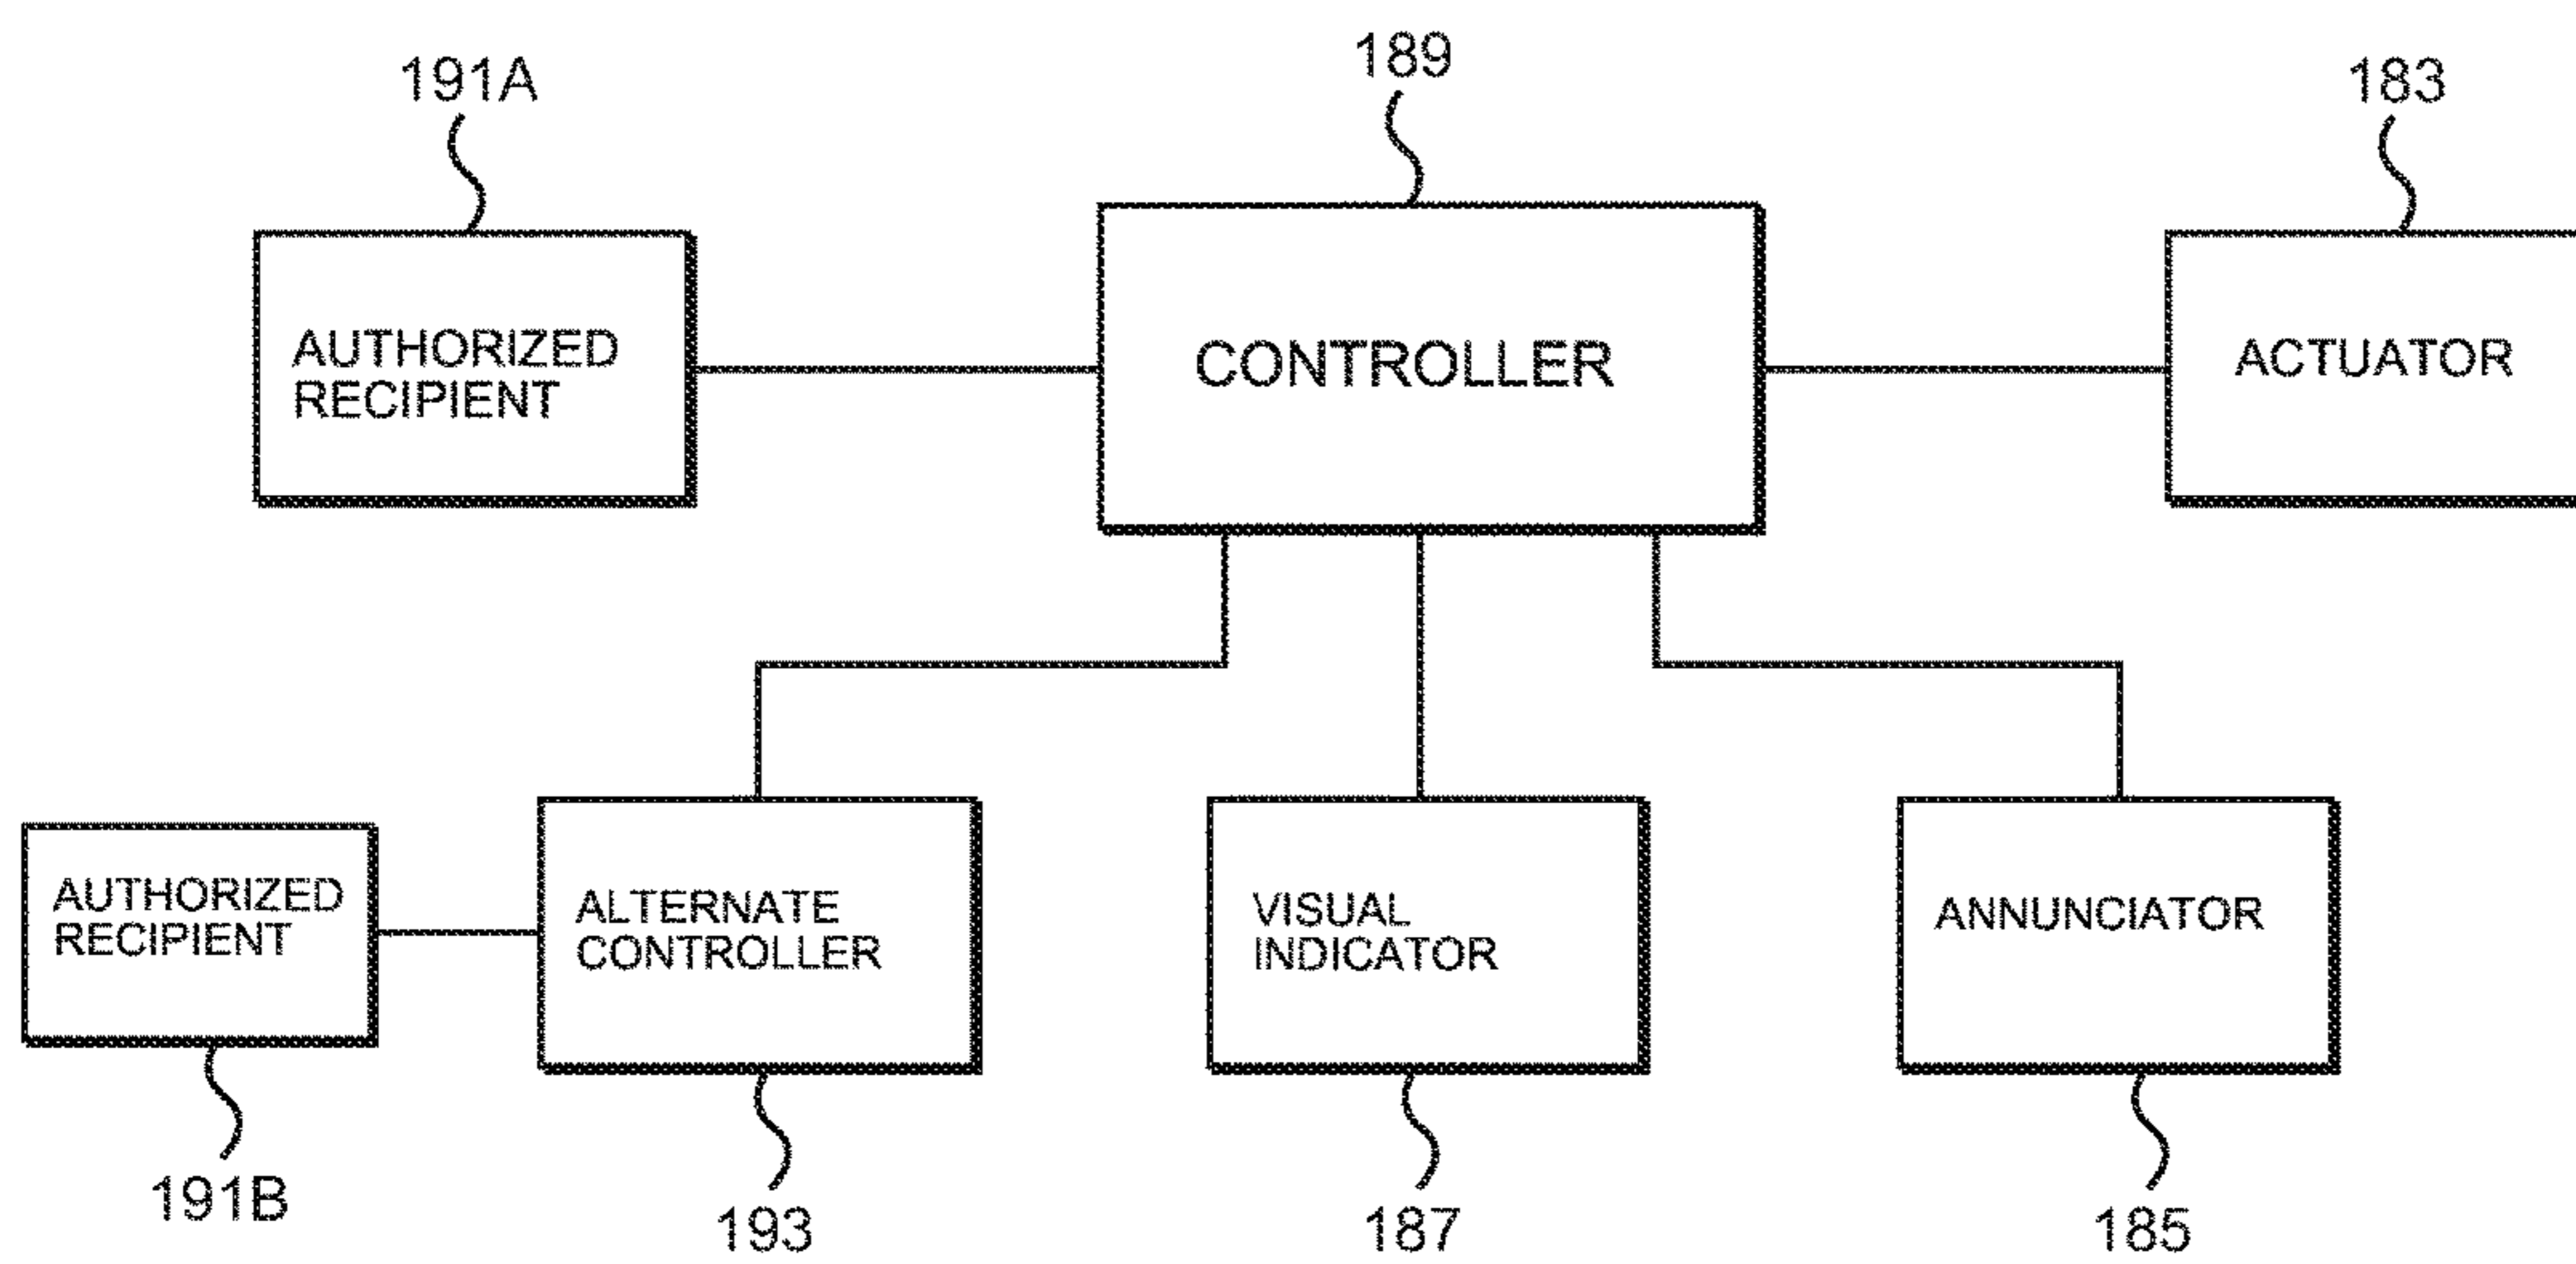 191A
189
183
AUTHORIZED
RECIPIENT
CONTROLLER
ACTUATOR
AUTHORIZED
RECIPIENT
ALTERNATE
CONTROLLER
VISUAL
INDICATOR
ANNUNCIATOR
191B
193
187
185